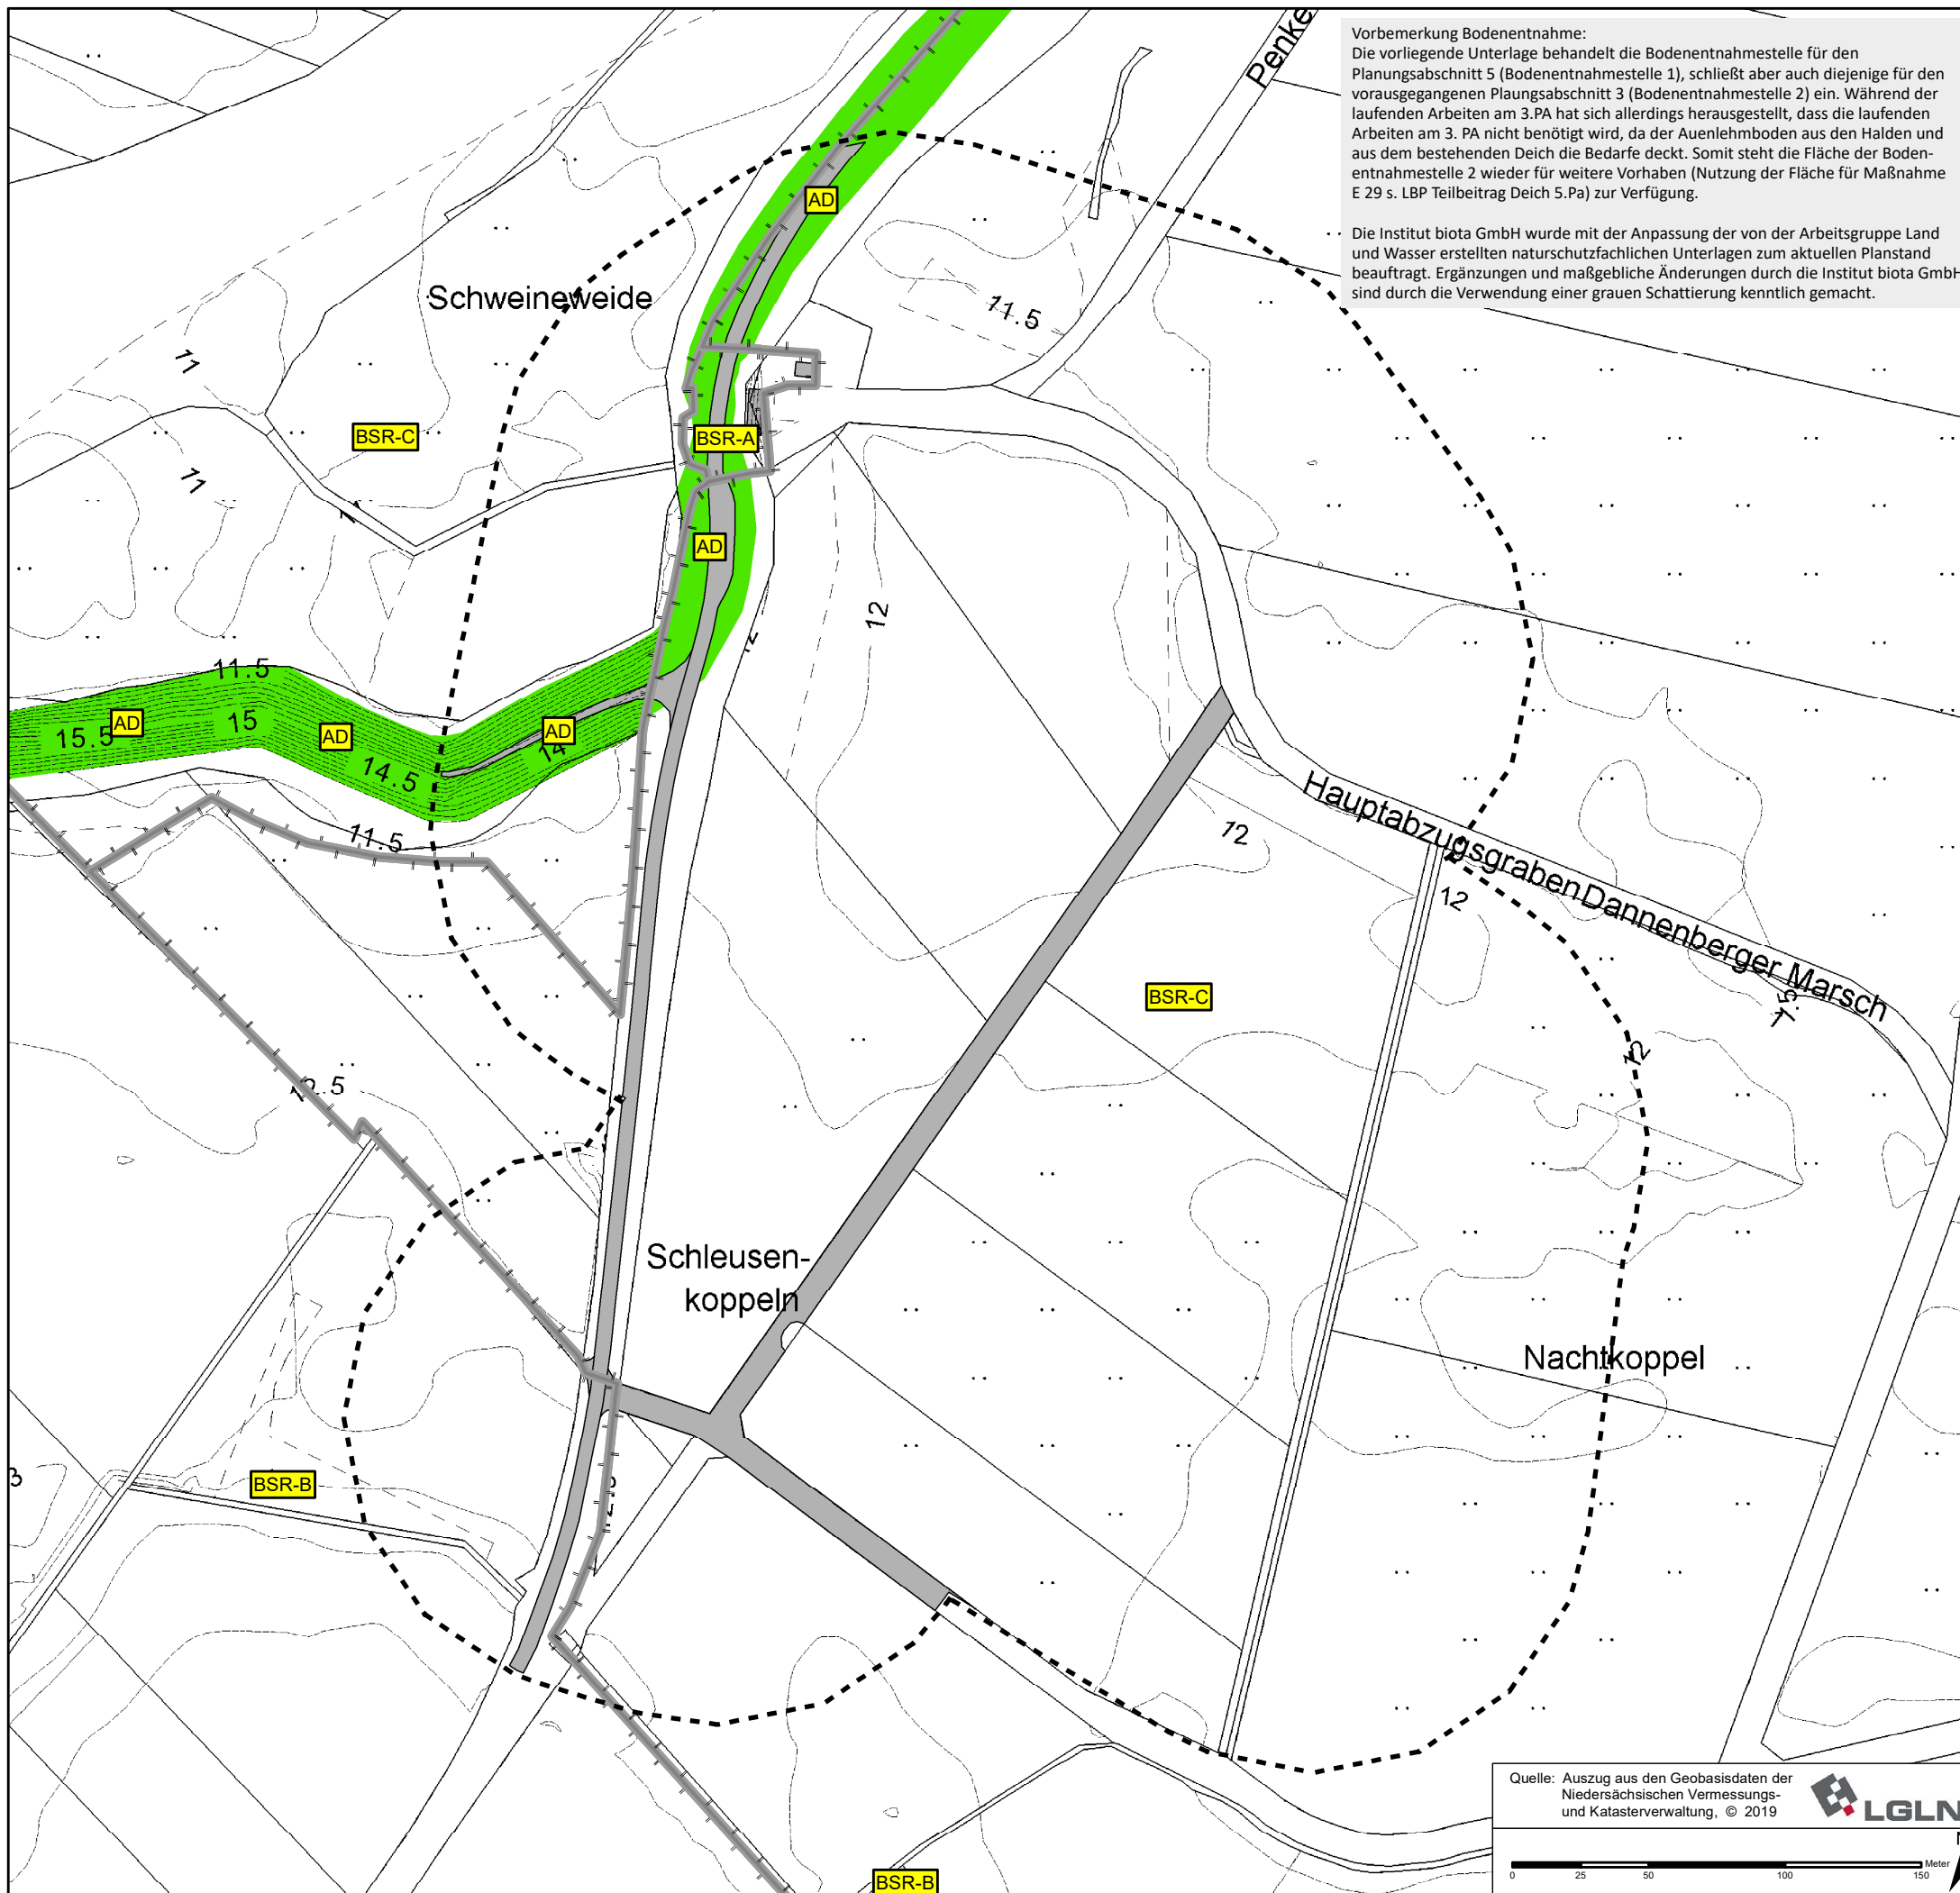 Penke
Vorbemerkung Bodenentnahme:
Die vorliegende Unterlage behandelt die Bodenentnahmestelle für den
Planungsabschnitt 5 (Bodenentnahmestelle 1), schließt aber auch diejenige für den
vorausgegangenen Plaungsabschnitt 3 (Bodenentnahmestelle 2) ein. Während der
laufenden Arbeiten am 3.PA hat sich allerdings herausgestellt, dass die laufenden
Arbeiten am 3. PA nicht benötigt wird, da der Auenlehmboden aus den Halden und
aus dem bestehenden Deich die Bedarfe deckt. Somit steht die Fläche der Boden-
entnahmestelle 2 wieder für weitere Vorhaben (Nutzung der Fläche für Maßnahme
E 29 s. LBP Teilbeitrag Deich 5.Pa) zur Verfügung.
Die Institut biota GmbH wurde mit der Anpassung der von der Arbeitsgruppe Land
und Wasser erstellten naturschutzfachlichen Unterlagen zum aktuellen Planstand
beauftragt. Ergänzungen und maßgebliche Änderungen durch die Institut biota GmbH
sind durch die Verwendung einer grauen Schattierung kenntlich gemacht.
AD
Schweineweide
11.5
11
BSR-C
BSR-A
11
AD
12
12
11.5
15.5
AD
15
AD
AD
14
14.5
11.5
12
Hauptabzugsgraben Dannenberger Marsch
12
BSR-C
12
12.5
Schleusen-
koppeln
Nachtkoppel
3
BSR-B
BSR-B
Quelle: Auszug aus den Geobasisdaten der
Niedersächsischen Vermessungs-
und Katasterverwaltung, © 2019
LGLN
Meter
0 25 50 100 150